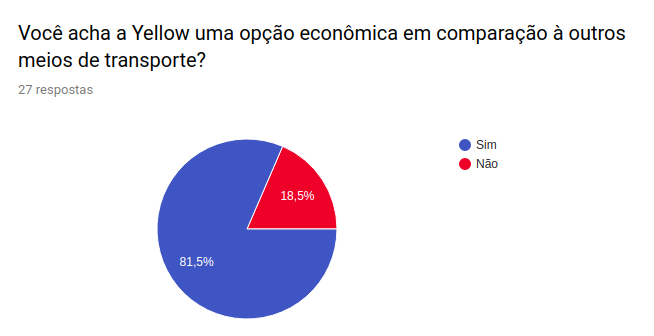 Você acha a Yellow uma opção econômica em comparação à outros
meios de transporte?
27 respostas
Sim
Não
18,5%
81,5%